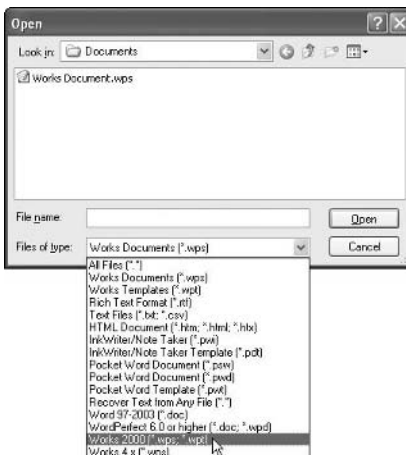 Open
Look in: Documents
Works Document.wps
File name:
Open
Files of type: Works Documents (*.wps)
Cancel
All Files (*.*)
Works Documents (*.wps)
Works Templates (*.wpt)
Rich Text Format (*.rtf)
Text Files (*.txt; *.csv)
HTML Document (*.htm; *.html; *.htx)
InkWriter/Note Taker (*.pwi)
InkWriter/Note Taker Template (*.pdt)
Pocket Word Document (*.psw)
Pocket Word Document (*.pwd)
Pocket Word Template (*.pwt)
Recover Text from Any File (*.*)
Word 97-2003 (*.doc)
WordPerfect 6.0 or higher (*.doc; *.wpd)
Works 2000 (*.wps; *.wpt)
Works 4.x (*.wps)